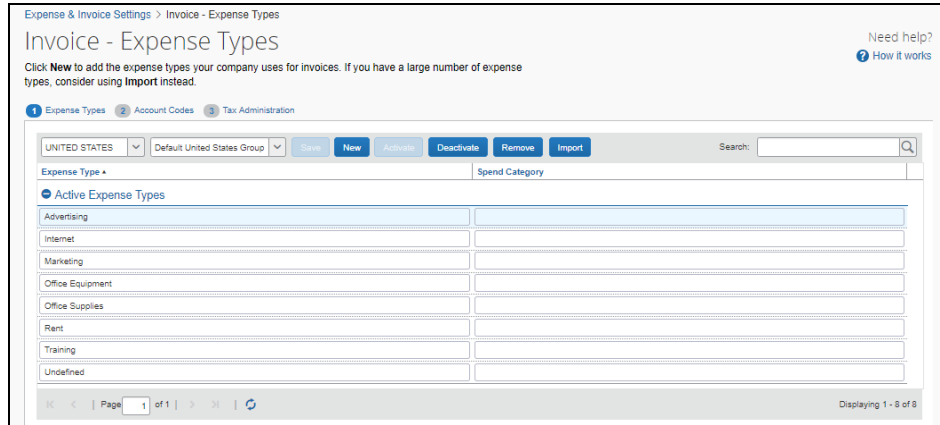 Expense & Invoice Settings > Invoice - Expense Types
Invoice - Expense Types
Need help?
How it works
Click New to add the expense types your company uses for invoices. If you have a large number of expense
types, consider using Import instead.
1 Expense Types 2 Account Codes 3 Tax Administration
UNITED STATES Default United States Group Save New Activate Deactivate Remove Import Search:
Expense Type Spend Category
Active Expense Types
Advertising
Internet
Marketing
Office Equipment
Office Supplies
Rent
Training
Undefined
Page 1 of 1 Displaying 1 - 8 of 8